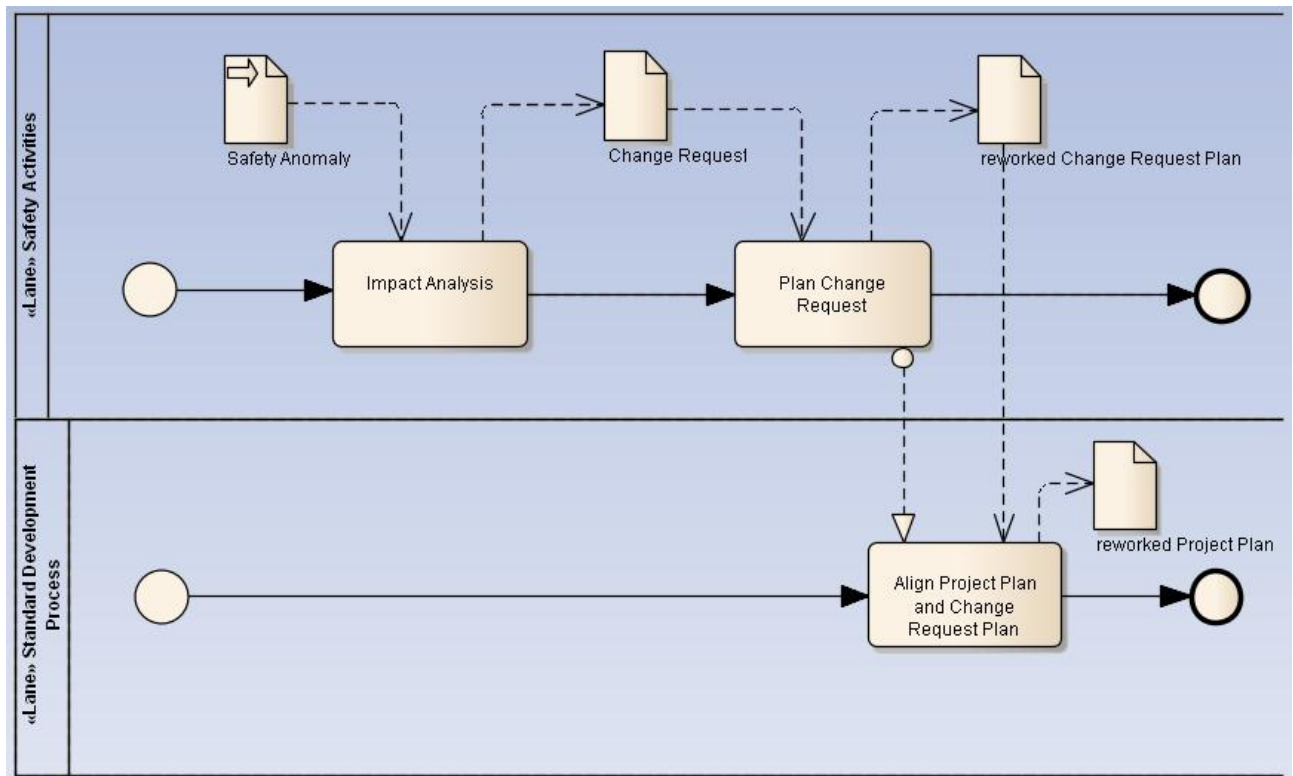 «Lane» Safety Activities
Safety Anomaly
Change Request
reworked Change Request Plan
Impact Analysis
Plan Change
Request
«Lane» Standard Development
Process
reworked Project Plan
Align Project Plan
and Change
Request Plan